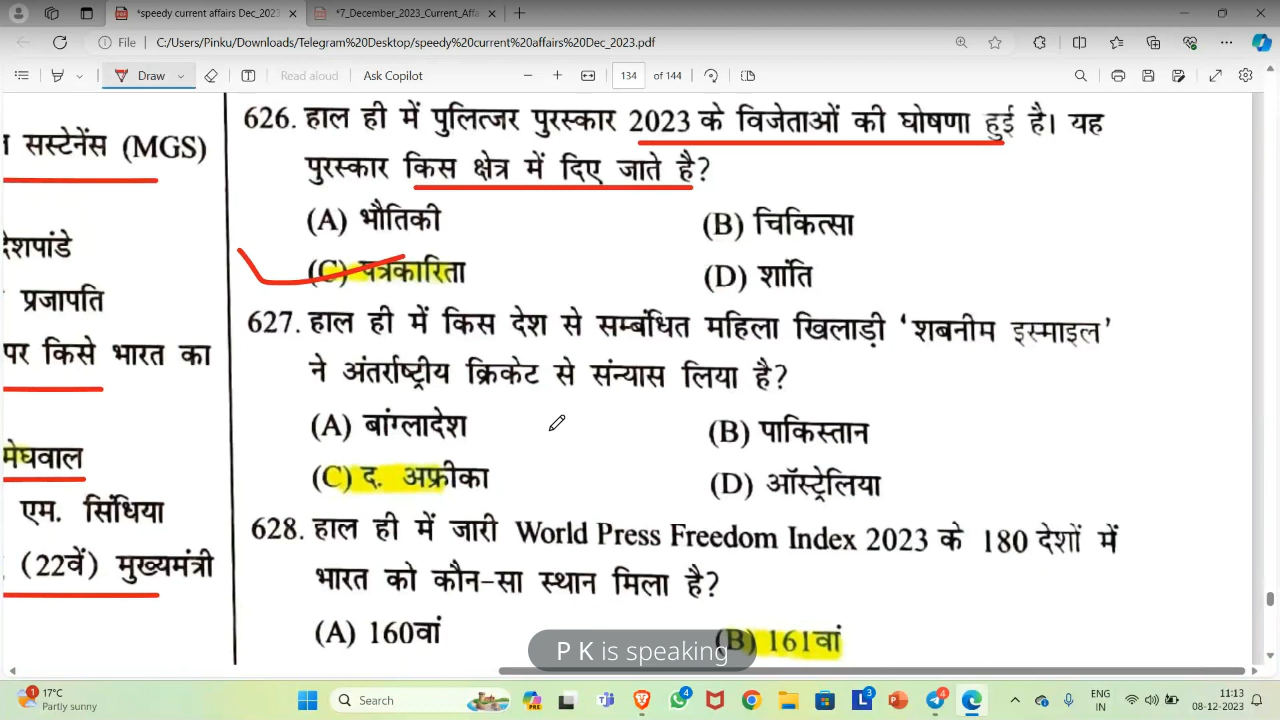 *speedy current affairs Dec_2023
*7_December_2023_Current_Affa
File
C:/Users/Pinku/Downloads/Telegram%20Desktop/speedy%20current%20affairs%20Dec_2023.pdf
Draw
Read aloud
Ask Copilot
134 of 144
सस्टेनेंस (MGS)
देशपांडे
प्रजापति
पर किसे भारत का
मेघवाल
एम. सिंधिया
(22वें) मुख्यमंत्री
626. हाल ही में पुलित्जर पुरस्कार 2023 के विजेताओं की घोषणा हुई है। यह
पुरस्कार किस क्षेत्र में दिए जाते है?
(A) भौतिकी (B) चिकित्सा
(C) पत्रकारिता (D) शांति
627. हाल ही में किस देश से सम्बंधित महिला खिलाड़ी ‘शबनीम इस्माइल’
ने अंतर्राष्ट्रीय क्रिकेट से संन्यास लिया है?
(A) बांग्लादेश (B) पाकिस्तान
(C) द. अफ्रीका (D) ऑस्ट्रेलिया
628. हाल ही में जारी World Press Freedom Index 2023 के 180 देशों में
भारत को कौन-सा स्थान मिला है?
(A) 160वां (B) 161वां
P K is speaking
1
17°C
Partly sunny
Search
4
3
4
ENG
IN
11:13
08-12-2023